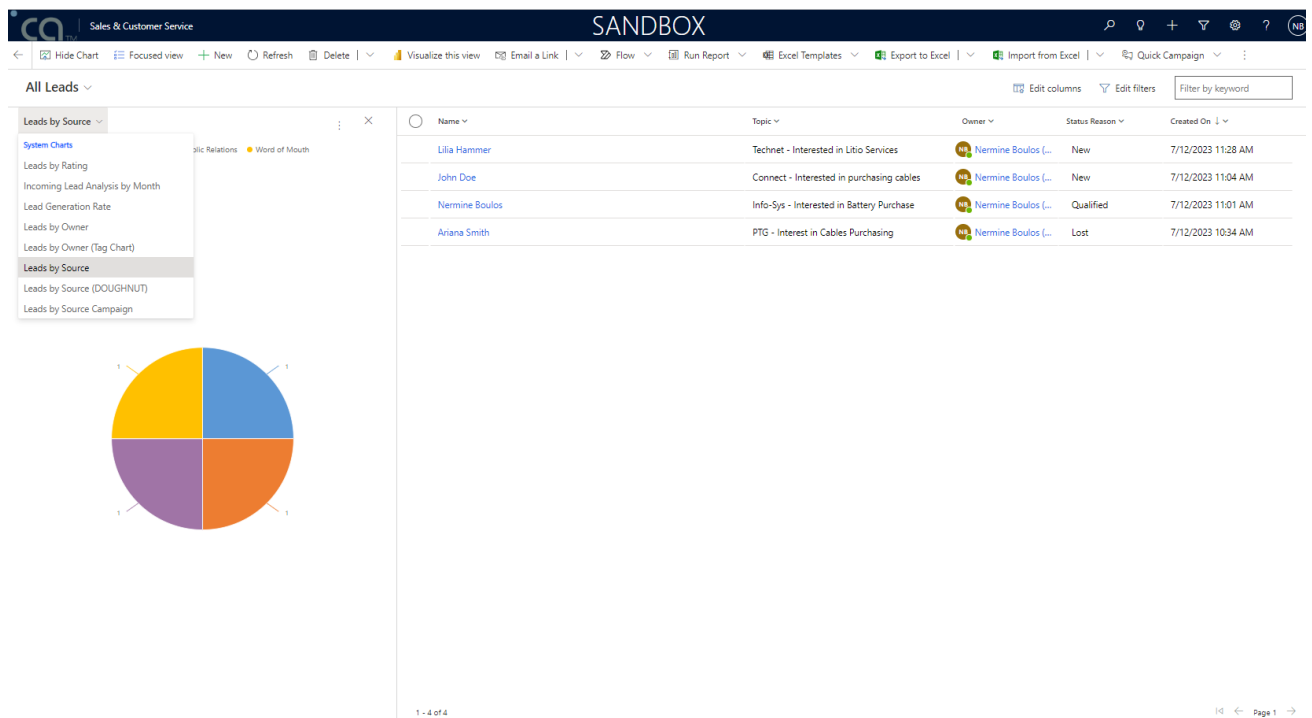 ca TM Sales & Customer Service SANDBOX NB
Hide Chart Focused view New Refresh Delete Visualize this view Email a Link Flow Run Report Excel Templates Export to Excel Import from Excel Quick Campaign
All Leads Edit columns Edit filters Filter by keyword
Leads by Source
System Charts
Leads by Rating
Incoming Lead Analysis by Month
Lead Generation Rate
Leads by Owner
Leads by Owner (Tag Chart)
Leads by Source
Leads by Source (DOUGHNUT)
Leads by Source Campaign
Relations Word of Mouth
1 1
1 1
Name Topic Owner Status Reason Created On
Lilia Hammer Technet - Interested in Litio Services NB Nermine Boulos (... New 7/12/2023 11:28 AM
John Doe Connect - Interested in purchasing cables NB Nermine Boulos (... New 7/12/2023 11:04 AM
Nermine Boulos Info-Sys - Interested in Battery Purchase NB Nermine Boulos (... Qualified 7/12/2023 11:01 AM
Ariana Smith PTG - Interest in Cables Purchasing NB Nermine Boulos (... Lost 7/12/2023 10:34 AM
1 - 4 of 4 Page 1